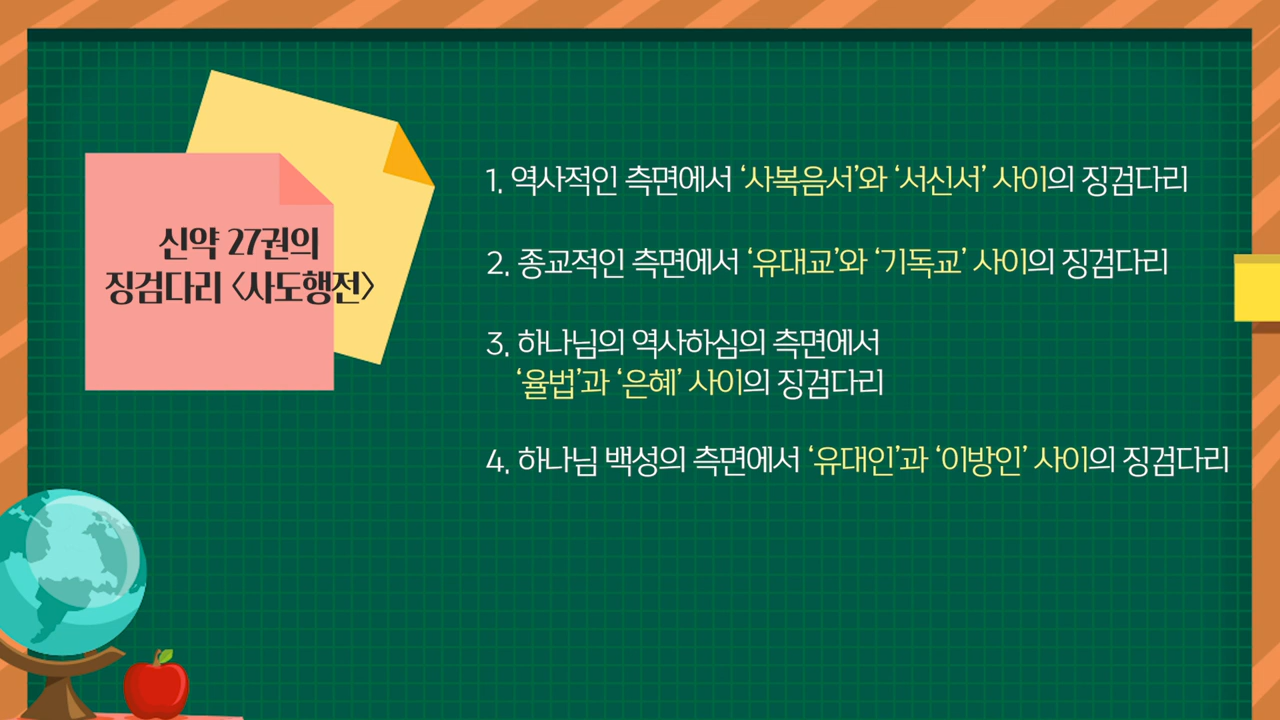 신약 27권의
징검다리 <사도행전>
1. 역사적인 측면에서 ‘사복음서’와 ‘서신서’ 사이의 징검다리
2. 종교적인 측면에서 ‘유대교’와 ‘기독교’ 사이의 징검다리
3. 하나님의 역사하심의 측면에서
‘율법’과 ‘은혜’ 사이의 징검다리
4. 하나님 백성의 측면에서 ‘유대인’과 ‘이방인’ 사이의 징검다리